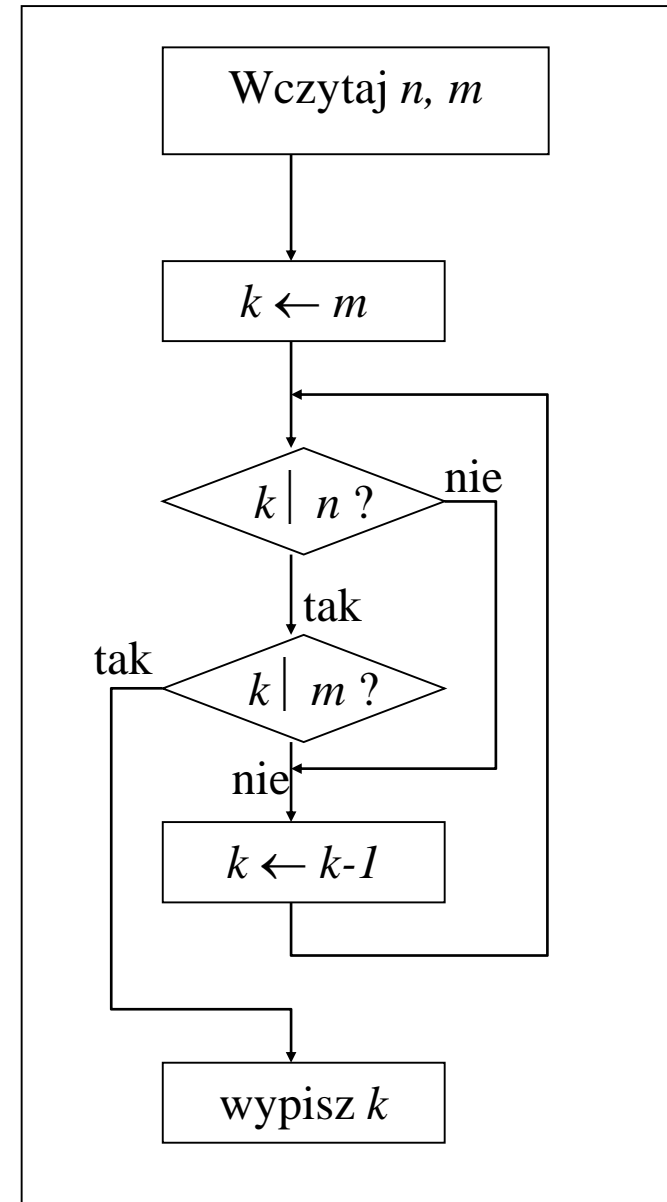 Wczytaj n, m
k ← m
k | n ?
nie
tak
tak
k | m ?
nie
k ← k-1
wypisz k